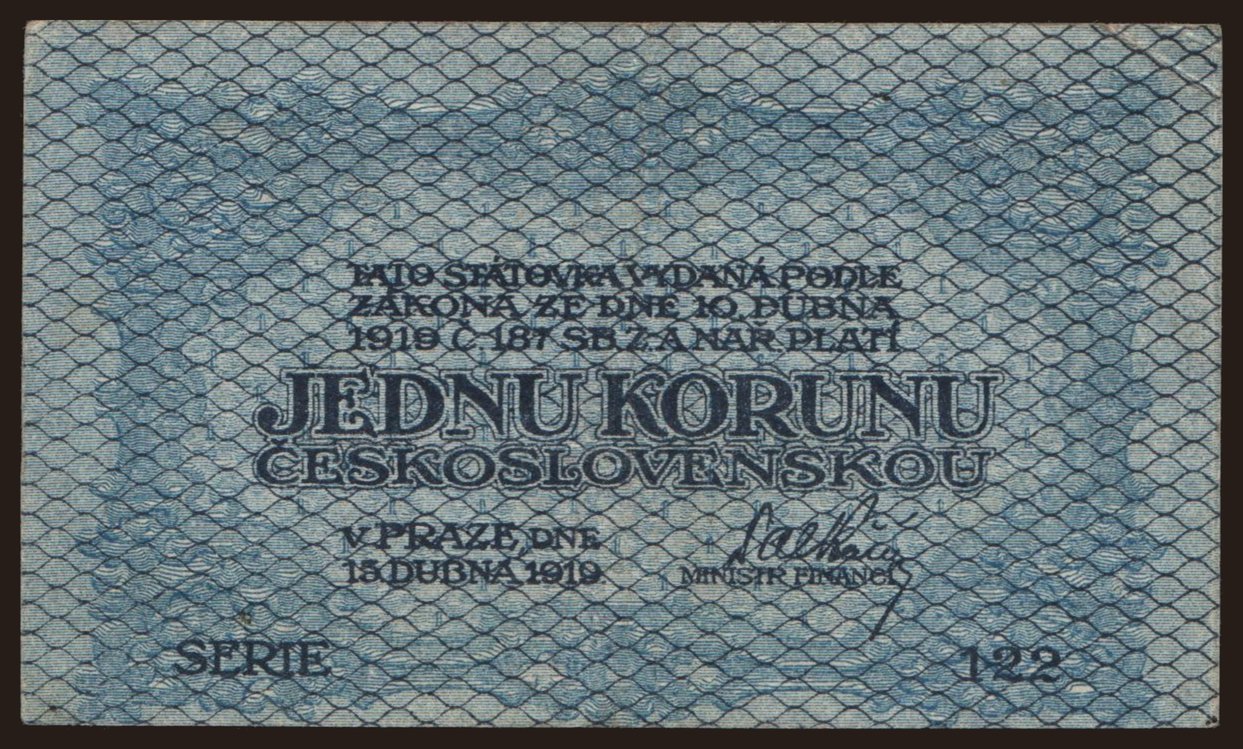 TATO STÁTOVKA VYDANÁ PODLE
ZÁKONA ZE DNE 10. DUBNA
1919 Č. 187 SB. Z. A NAŘ. PLATÍ
JEDNU KORUNU
ČESKOSLOVENSKOU
V PRAZE, DNE
15. DUBNA 1919.
MINISTR FINANCÍ
SERIE 122